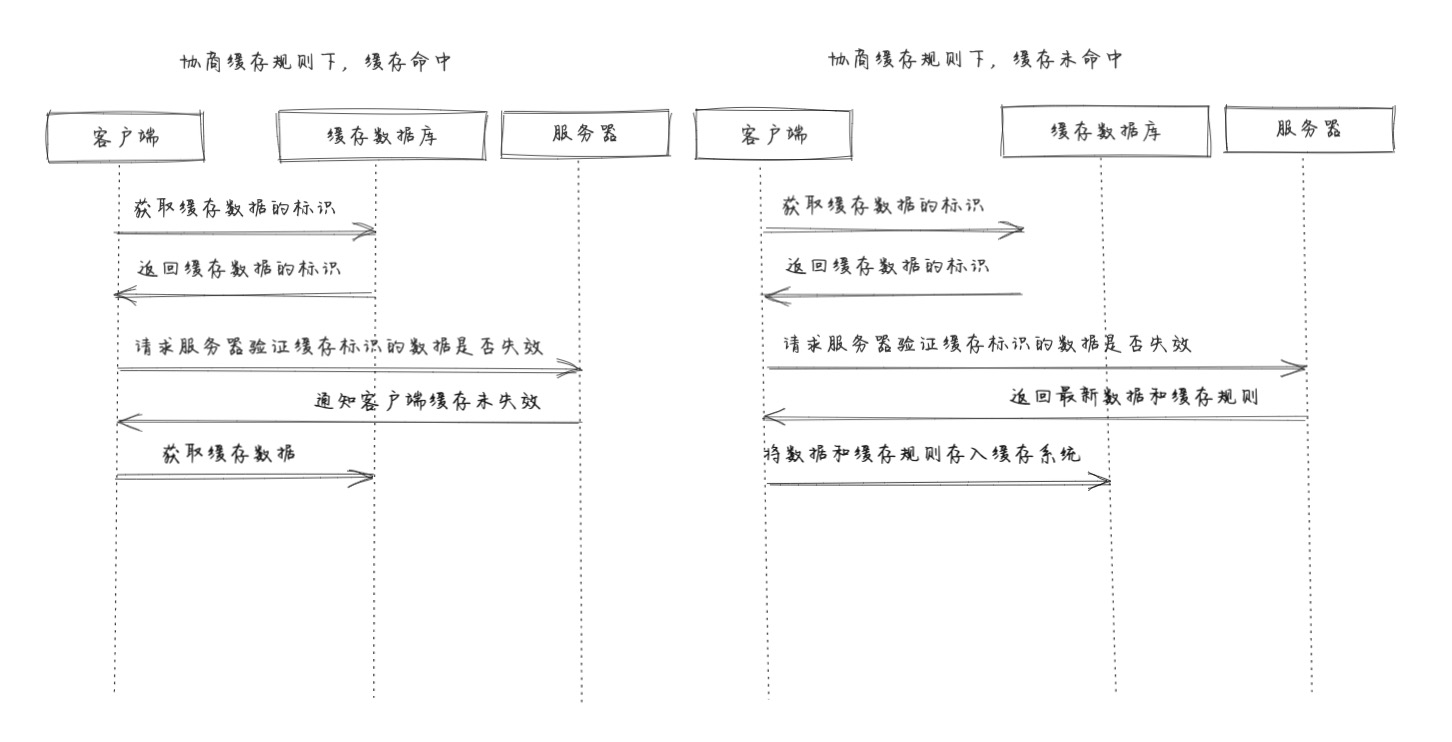 协商缓存规则下，缓存命中
客户端
缓存数据库
服务器
获取缓存数据的标识
返回缓存数据的标识
请求服务器验证缓存标识的数据是否失效
通知客户端缓存未失效
获取缓存数据
协商缓存规则下，缓存未命中
客户端
缓存数据库
服务器
获取缓存数据的标识
返回缓存数据的标识
请求服务器验证缓存标识的数据是否失效
返回最新数据和缓存规则
将数据和缓存规则存入缓存系统